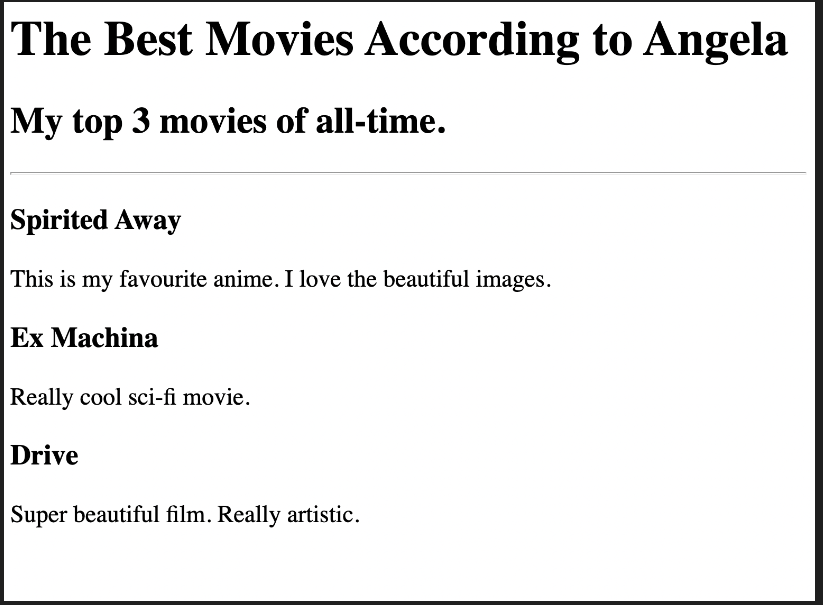 The Best Movies According to Angela
My top 3 movies of all-time.
Spirited Away
This is my favourite anime. I love the beautiful images.
Ex Machina
Really cool sci-fi movie.
Drive
Super beautiful film. Really artistic.